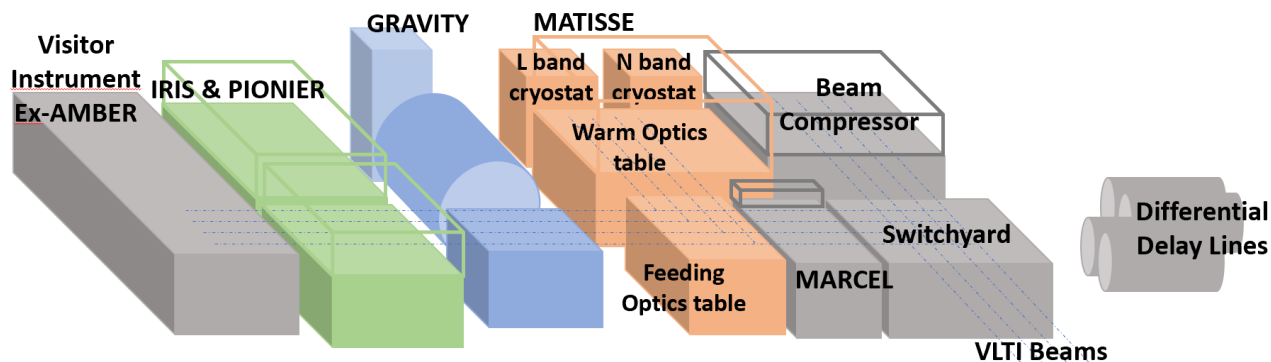 Visitor
Instrument
Ex-AMBER
IRIS & PIONIER
GRAVITY
MATISSE
L band
cryostat
N band
cryostat
Warm Optics
table
Feeding
Optics table
Beam
Compressor
MARCEL
Switchyard
VLTI Beams
Differential
Delay Lines